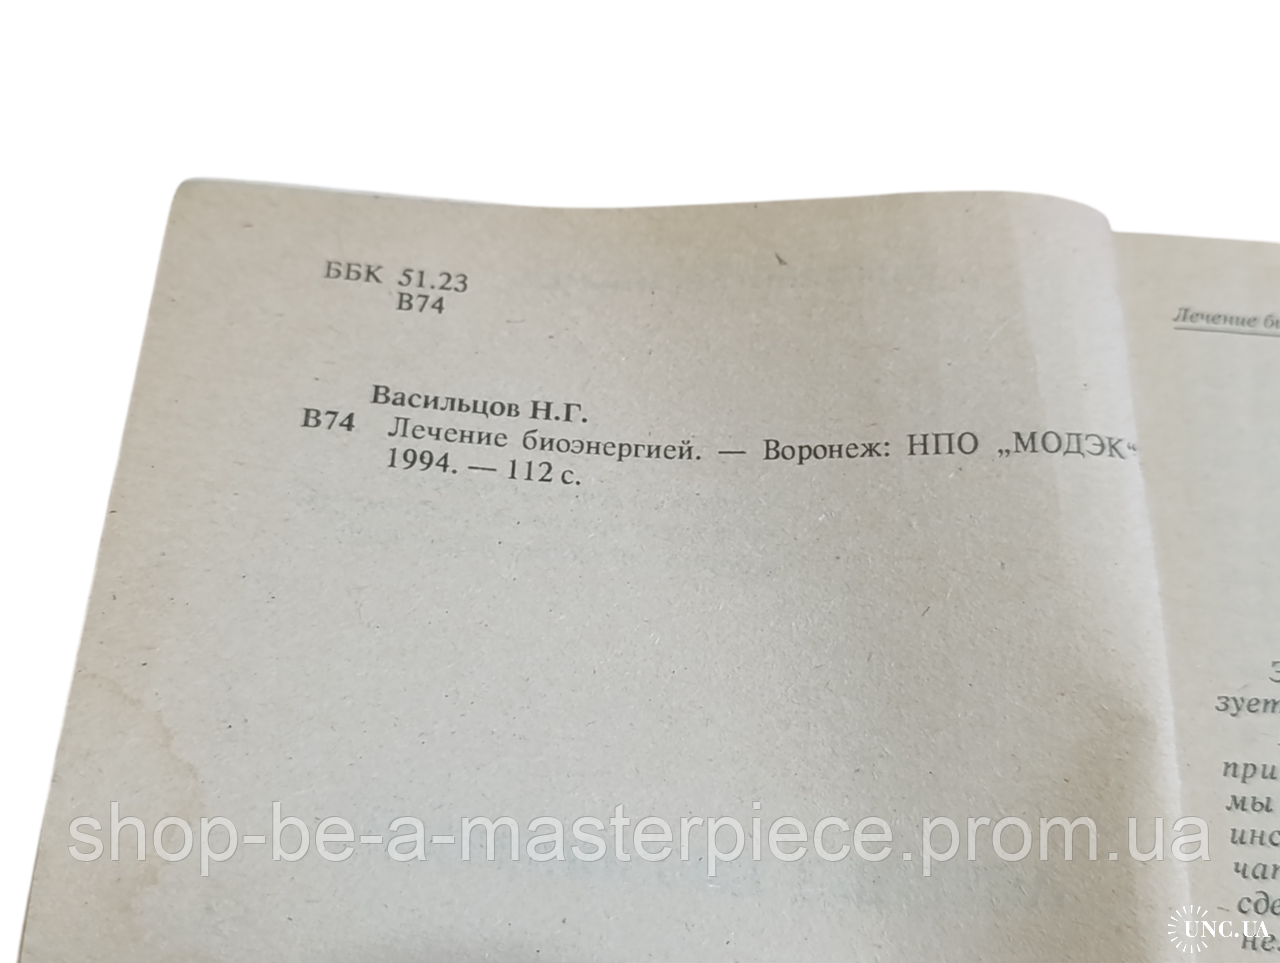 ББК 51.23
В74
Васильцов Н.Г.
В74 Лечение биоэнергией. — Воронеж: НПО „МОДЭК“
1994. — 112 с.
Лечение би
зует
при
мы
инс
чат
сде
shop-be-a-masterpiece.prom.ua
UNC.UA